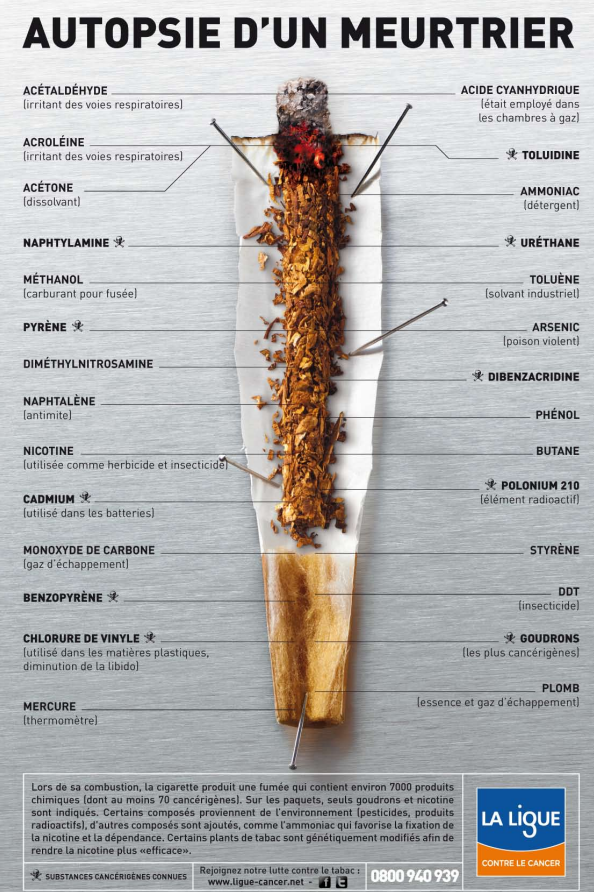 AUTOPSIE D'UN MEURTRIER
ACÉTALDÉHYDE
(irritant des voies respiratoires)
ACROLÉINE
(irritant des voies respiratoires)
ACÉTONE
(dissolvant)
NAPHTYLAMINE
MÉTHANOL
(carburant pour fusée)
PYRÈNE
DIMÉTHYLNITROSAMINE
NAPHTALÈNE
(antimite)
NICOTINE
(utilisée comme herbicide et insecticide)
CADMIUM
(utilisé dans les batteries)
MONOXYDE DE CARBONE
(gaz d'échappement)
BENZOPYRÈNE
CHLORURE DE VINYLE
(utilisé dans les matières plastiques,
diminution de la libido)
MERCURE
(thermomètre)
ACIDE CYANHYDRIQUE
(était employé dans
les chambres à gaz)
TOLUIDINE
AMMONIAC
(détergent)
URÉTHANE
TOLUÈNE
(solvant industriel)
ARSENIC
(poison violent)
DIBENZACRIDINE
PHÉNOL
BUTANE
POLONIUM 210
(élément radioactif)
STYRÈNE
DDT
(insecticide)
GOUDRONS
(les plus cancérigènes)
PLOMB
(essence et gaz d'échappement)
Lors de sa combustion, la cigarette produit une fumée qui contient environ 7000 produits
chimiques (dont au moins 70 cancérigènes). Sur les paquets, seuls goudrons et nicotine
sont indiqués. Certains composés proviennent de l'environnement (pesticides, produits
radioactifs), d'autres composés sont ajoutés, comme l'ammoniac qui favorise la fixation de
la nicotine et la dépendance. Certains plants de tabac sont génétiquement modifiés afin de
rendre la nicotine plus «efficace».
SUBSTANCES CANCÉRIGÈNES CONNUES
Rejoignez notre lutte contre le tabac :
www.ligue-cancer.net -
0800 940 939
LA LiGUE
CONTRE LE CANCER